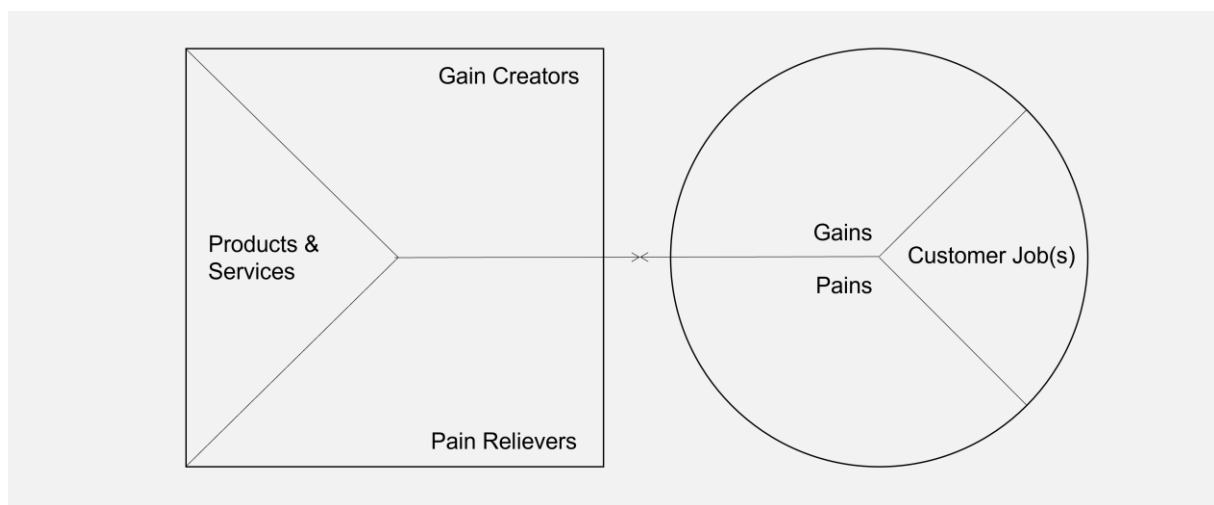 Gain Creators
Products &
Services
Pain Relievers
Gains
Pains
Customer Job(s)